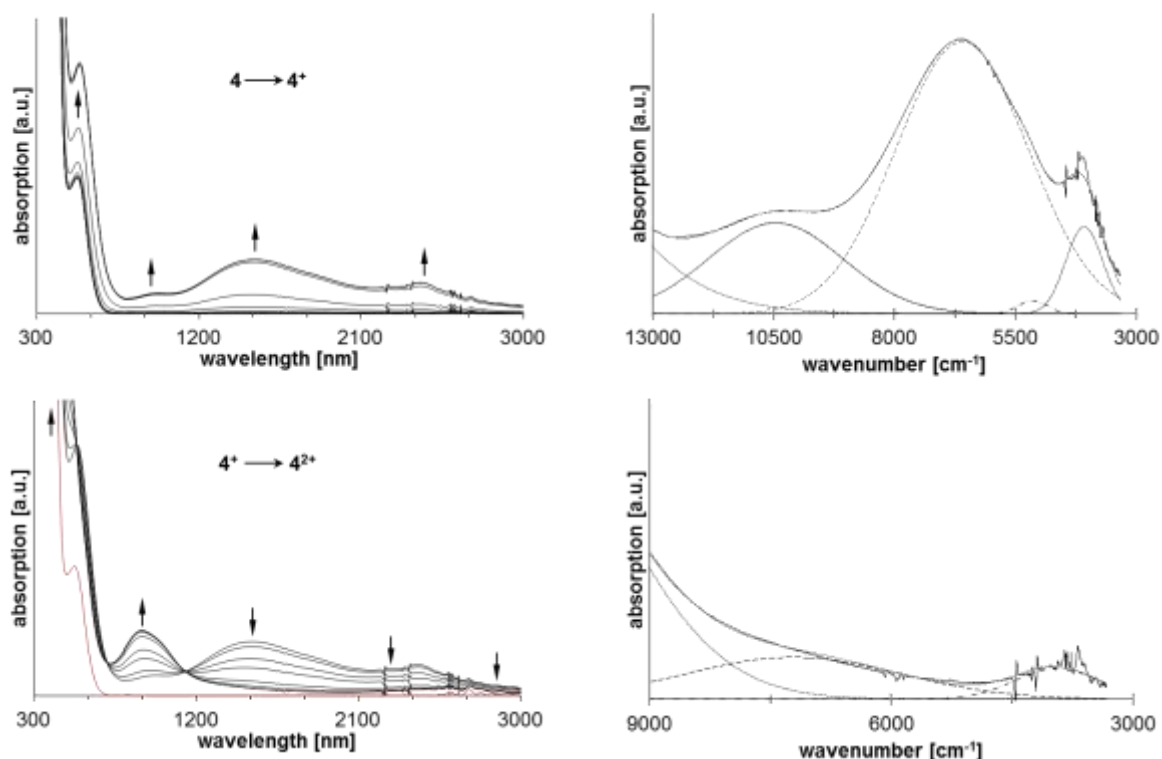 absorption [a.u.]
4 ⟶ 4⁺
300 1200 2100 3000
wavelength [nm]
absorption [a.u.]
13000 10500 8000 5500 3000
wavenumber [cm⁻¹]
absorption [a.u.]
4⁺ ⟶ 4²⁺
300 1200 2100 3000
wavelength [nm]
absorption [a.u.]
9000 6000 3000
wavenumber [cm⁻¹]